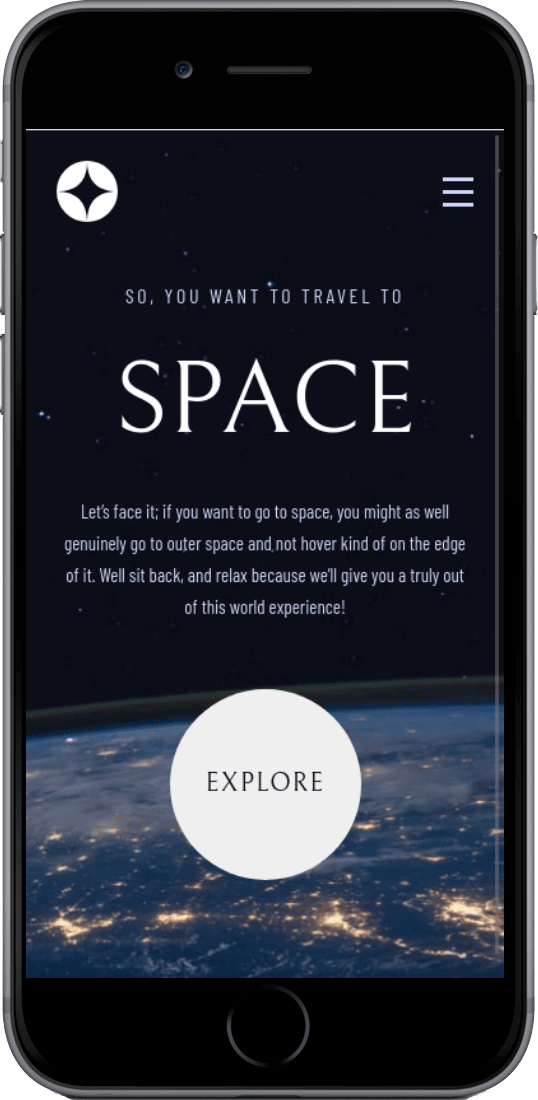 SO, YOU WANT TO TRAVEL TO
SPACE
Let’s face it; if you want to go to space, you might as well
genuinely go to outer space and not hover kind of on the edge
of it. Well sit back, and relax because we’ll give you a truly out
of this world experience!
EXPLORE